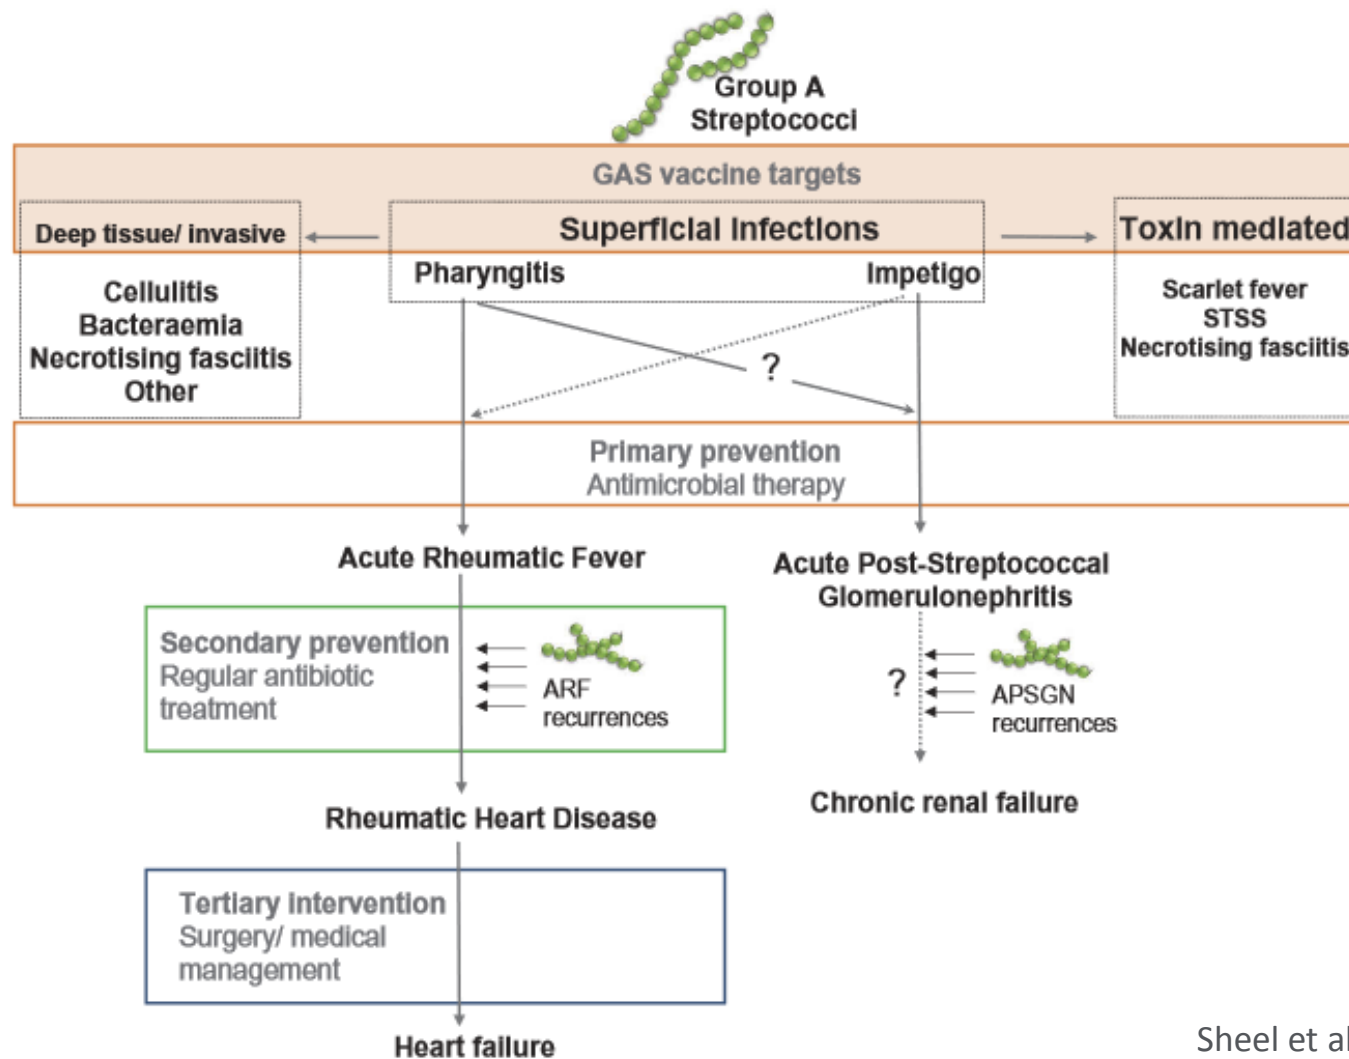 Group A
Streptococci
GAS vaccine targets
Deep tissue/ invasive
Superficial Infections
Toxin mediated
Pharyngitis
Impetigo
Cellulitis
Bacteraemia
Necrotising fasciitis
Other
Scarlet fever
STSS
Necrotising fasciitis
?
Primary prevention
Antimicrobial therapy
Acute Rheumatic Fever
Acute Post-Streptococcal
Glomerulonephritis
Secondary prevention
Regular antibiotic
treatment
ARF
recurrences
?
APSGN
recurrences
Rheumatic Heart Disease
Chronic renal failure
Tertiary intervention
Surgery/ medical
management
Heart failure
Sheel et al